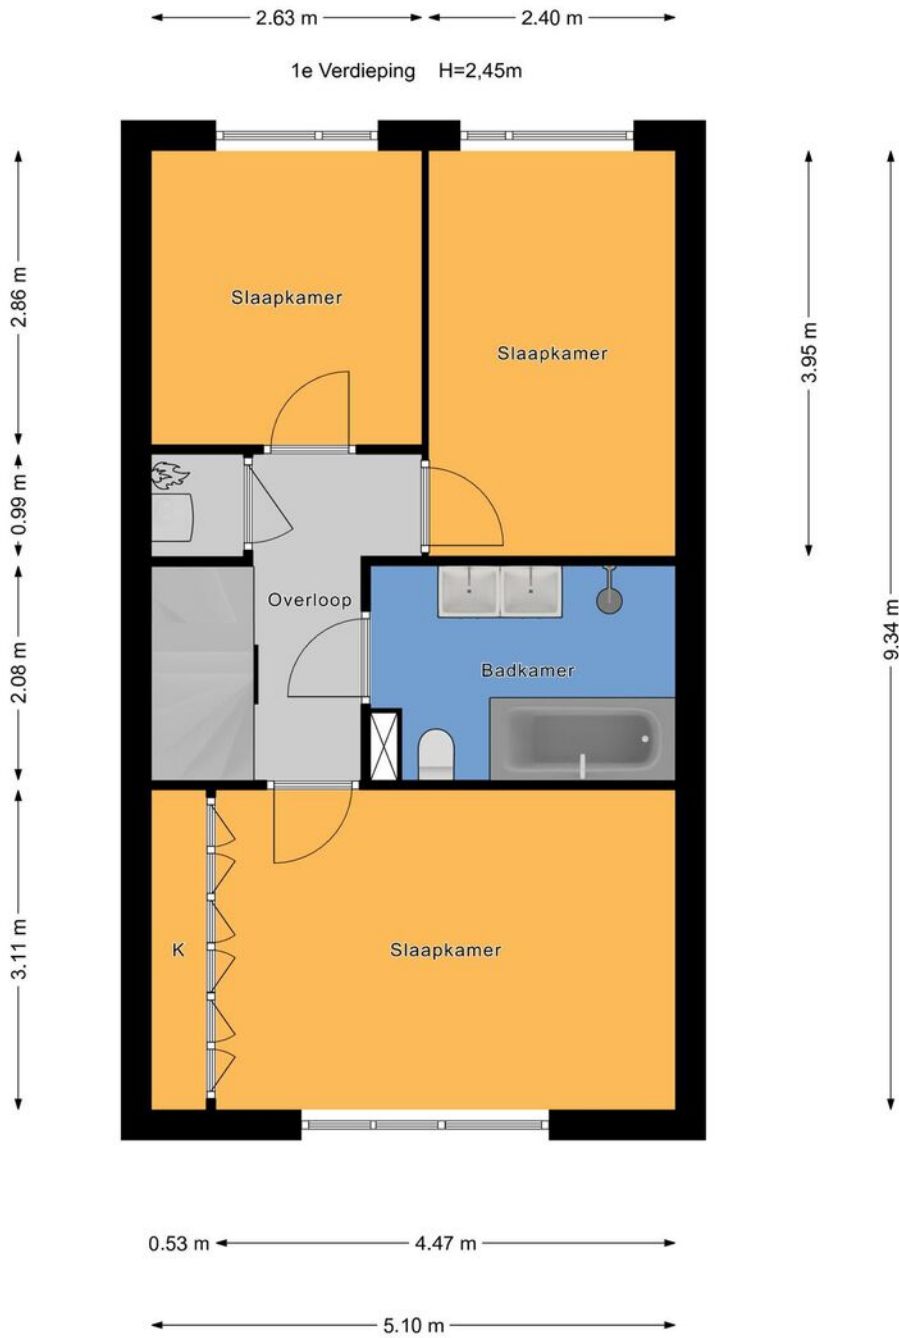 2.63 m
2.40 m
1e Verdieping H=2,45m
Slaapkamer
Slaapkamer
2.86 m
3.95 m
0.99 m
Overloop
9.34 m
2.08 m
Badkamer
K
Slaapkamer
3.11 m
0.53 m
4.47 m
5.10 m